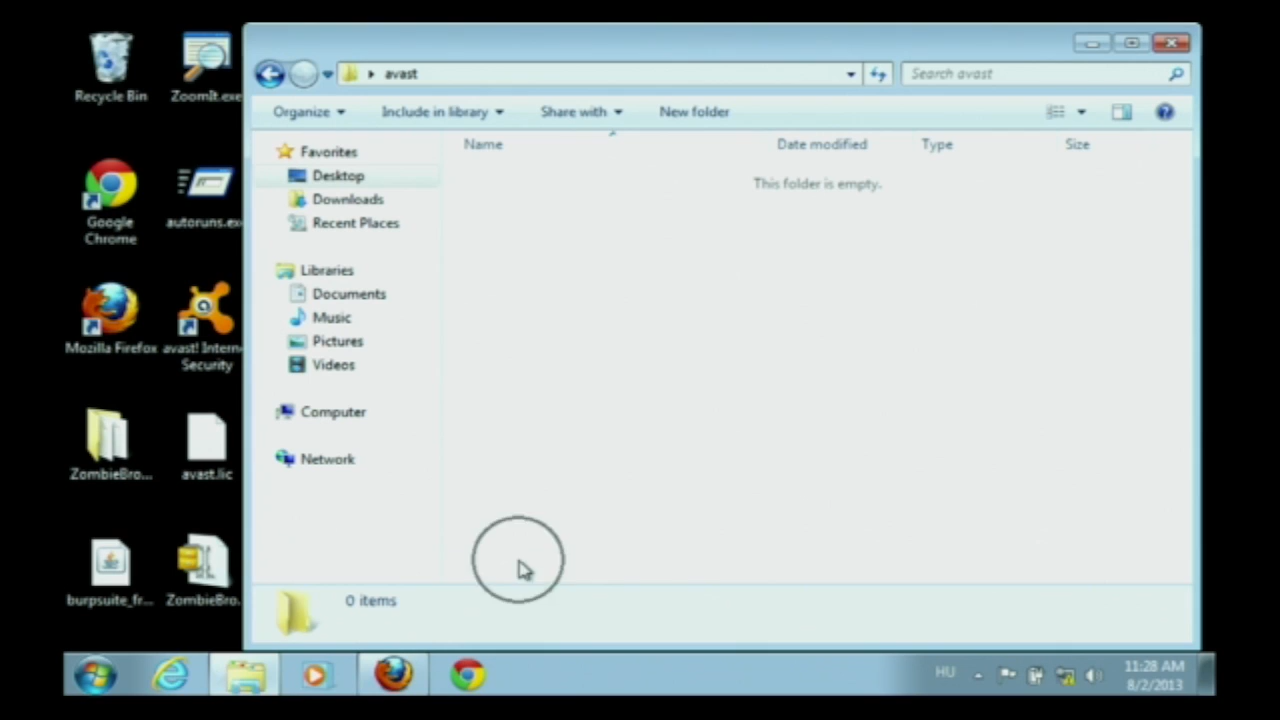 Recycle Bin
ZoomIt.exe
Google
Chrome
autoruns.ex
Mozilla Firefox
avast! Intern
Security
ZombieBro...
avast.lic
burpsuite_fr...
ZombieBro.
avast
Search avast
Organize
Include in library
Share with
New folder
Favorites
Desktop
Downloads
Recent Places
Libraries
Documents
Music
Pictures
Videos
Computer
Network
Name
Date modified
Type
Size
This folder is empty.
0 items
HU
11:28 AM
8/2/2013